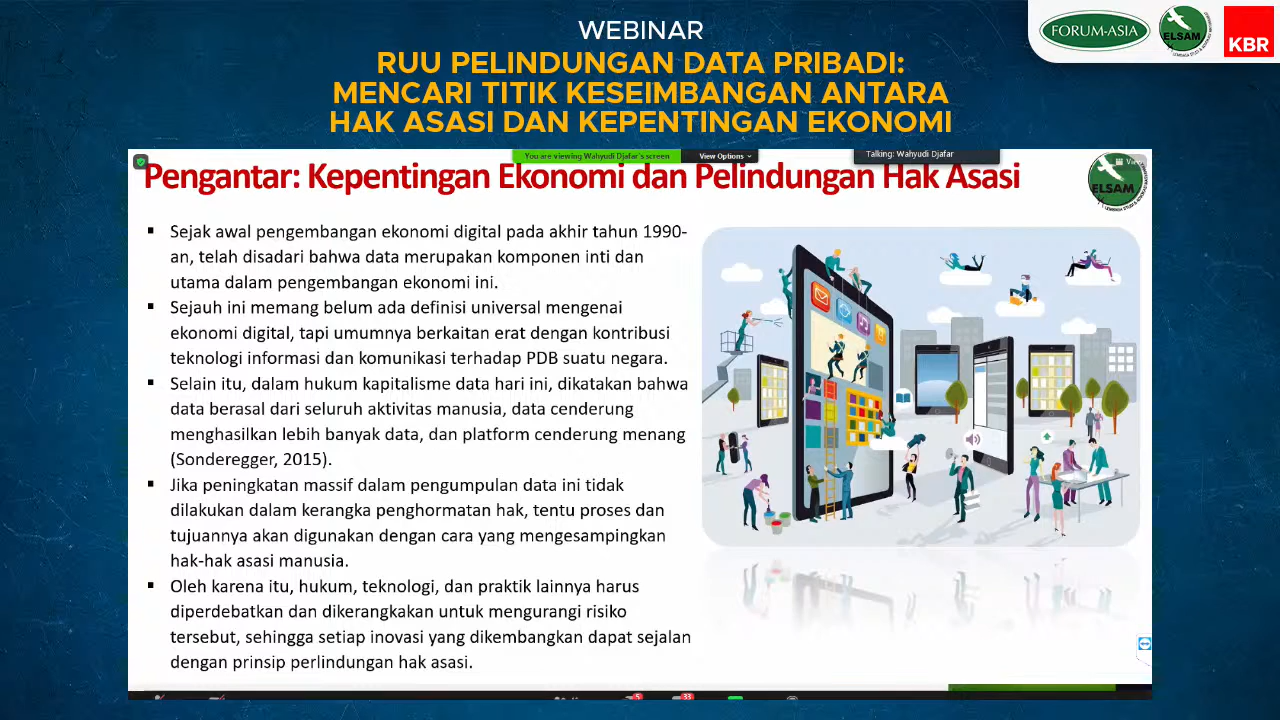 WEBINAR
RUU PELINDUNGAN DATA PRIBADI:
MENCARI TITIK KESEIMBANGAN ANTARA
HAK ASASI DAN KEPENTINGAN EKONOMI
FORUM-ASIA
ELSAM
KBR
You are viewing Wahyudi Djafar's screen
View Options
Talking: Wahyudi Djafar
View
Pengantar: Kepentingan Ekonomi dan Pelindungan Hak Asasi
ELSAM
▪ Sejak awal pengembangan ekonomi digital pada akhir tahun 1990-
an, telah disadari bahwa data merupakan komponen inti dan
utama dalam pengembangan ekonomi ini.
▪ Sejauh ini memang belum ada definisi universal mengenai
ekonomi digital, tapi umumnya berkaitan erat dengan kontribusi
teknologi informasi dan komunikasi terhadap PDB suatu negara.
▪ Selain itu, dalam hukum kapitalisme data hari ini, dikatakan bahwa
data berasal dari seluruh aktivitas manusia, data cenderung
menghasilkan lebih banyak data, dan platform cenderung menang
(Sonderegger, 2015).
▪ Jika peningkatan massif dalam pengumpulan data ini tidak
dilakukan dalam kerangka penghormatan hak, tentu proses dan
tujuannya akan digunakan dengan cara yang mengesampingkan
hak-hak asasi manusia.
▪ Oleh karena itu, hukum, teknologi, dan praktik lainnya harus
diperdebatkan dan dikerangkakan untuk mengurangi risiko
tersebut, sehingga setiap inovasi yang dikembangkan dapat sejalan
dengan prinsip perlindungan hak asasi.
5
33